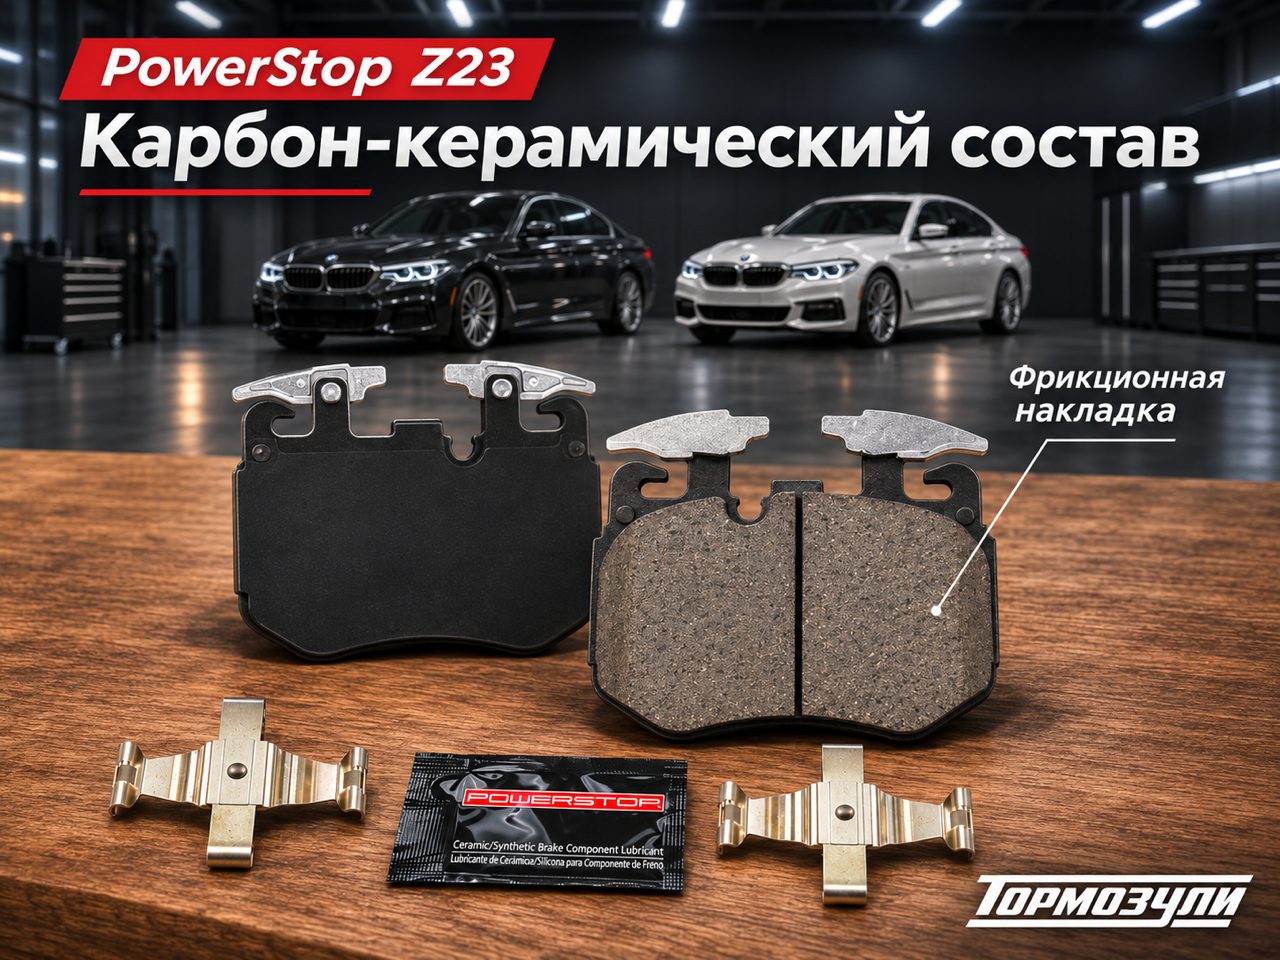 PowerStop Z23
Карбон-керамический состав
Фрикционная
накладка
POWERSTOP
Ceramic/Synthetic Brake Component Lubricant
Lubricante de Cerámica/Silicona para Componente de Freno
ТОРМОЗУЛИ